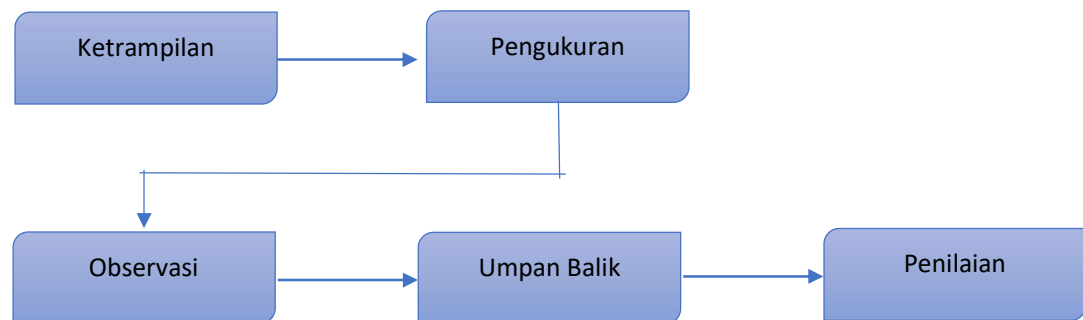 Ketrampilan
Pengukuran
Observasi
Umpan Balik
Penilaian